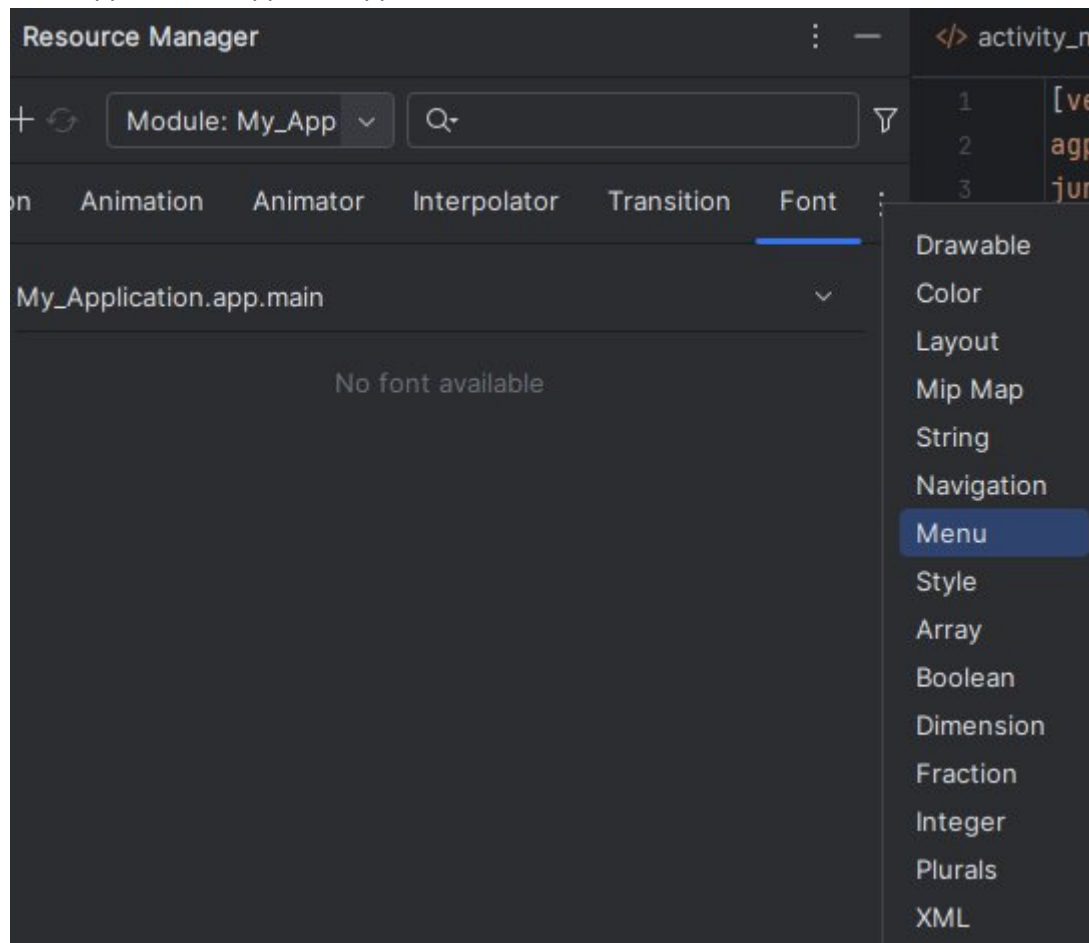 Resource Manager
activity_m
Module: My_App
1 [ve
2 agp
3 jun
on Animation Animator Interpolator Transition Font
My_Application.app.main
No font available
Drawable
Color
Layout
Mip Map
String
Navigation
Menu
Style
Array
Boolean
Dimension
Fraction
Integer
Plurals
XML